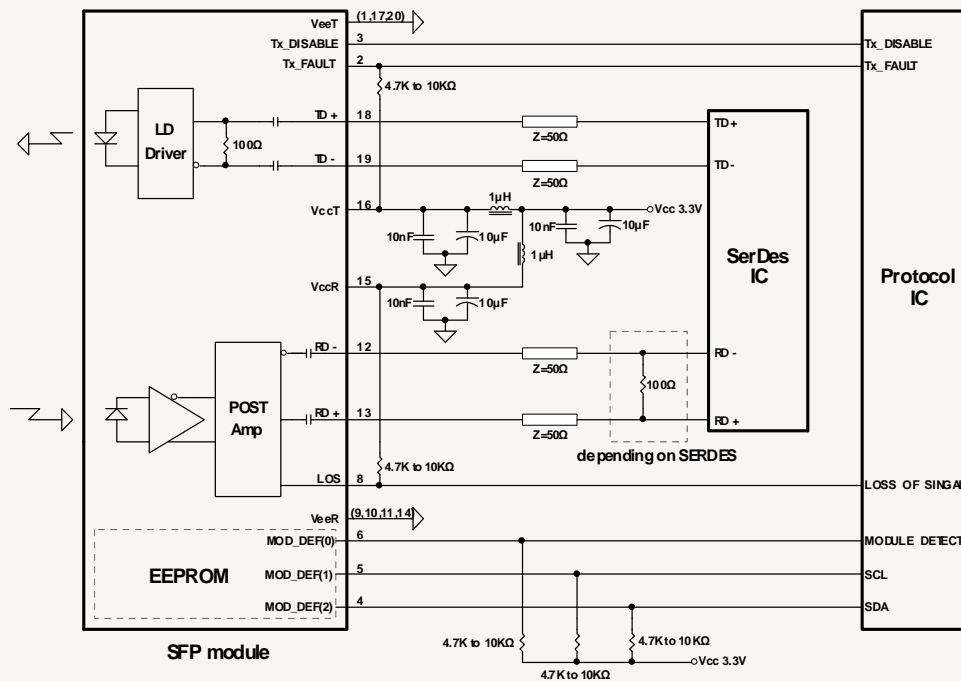 VeeT (1,17,20)
Tx_DISABLE 3 Tx_DISABLE
Tx_FAULT 2 Tx_FAULT
4.7K to 10KΩ
LD
Driver
100Ω
TD+ 18 Z=50Ω TD+
TD- 19 Z=50Ω TD-
VccT 16 1µH Vcc 3.3V
10nF 10µF 10nF 10µF
1µH
SerDes
IC
Protocol
IC
VccR 15
10nF 10µF
RD- 12 Z=50Ω RD-
100Ω
POST
Amp
RD+ 13 Z=50Ω RD+
depending on SERDES
4.7K to 10KΩ
LOS 8 LOSS OF SINGAL
VeeR (9,10,11,14)
EEPROM
MOD_DEF(0) 6 MODULE DETECT
MOD_DEF(1) 5 SCL
MOD_DEF(2) 4 SDA
4.7K to 10KΩ 4.7K to 10KΩ
4.7K to 10KΩ
Vcc 3.3V
SFP module